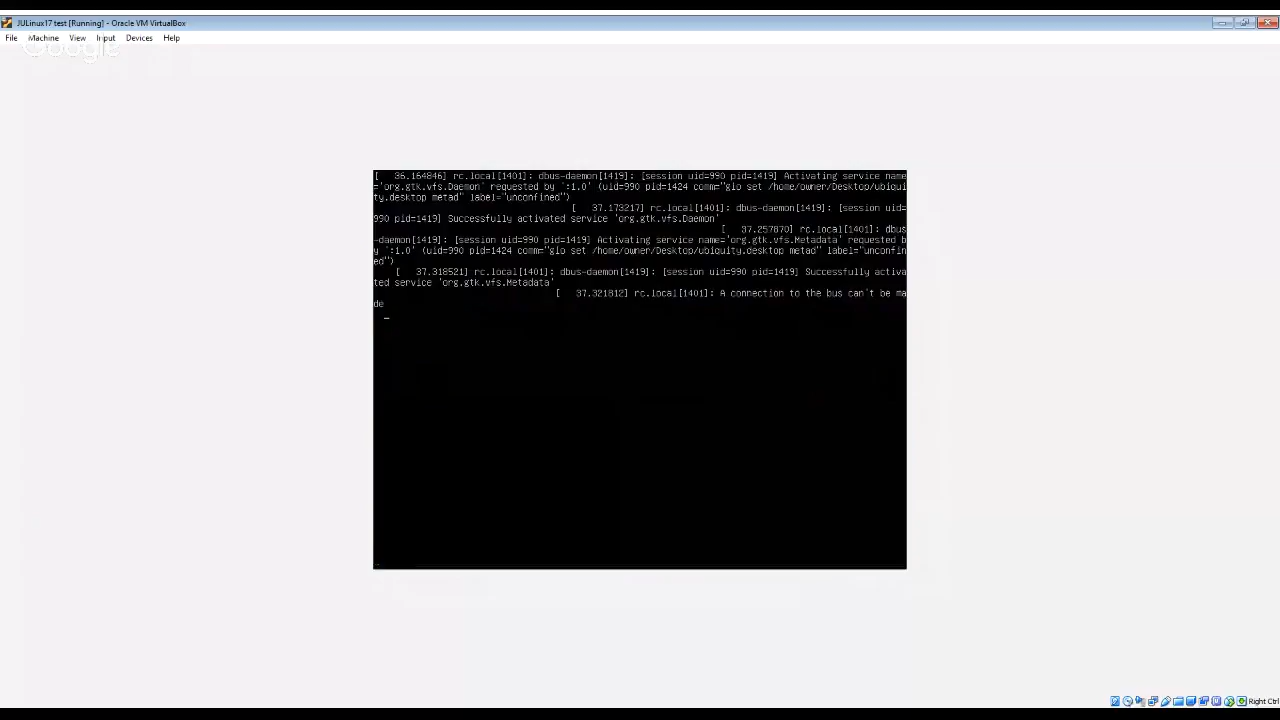 JULinux17 test [Running] - Oracle VM VirtualBox
File Machine View Input Devices Help
Google
[ 36.164846] rc.local[1401]: dbus-daemon[1419]: [session uid=990 pid=1419] Activating service name
='org.gtk.vfs.Daemon' requested by ':1.0' (uid=990 pid=1424 comm="gio set /home/owner/Desktop/ubiqui
ty.desktop metad" label="unconfined")
[ 37.173217] rc.local[1401]: dbus-daemon[1419]: [session uid=
990 pid=1419] Successfully activated service 'org.gtk.vfs.Daemon'
[ 37.257870] rc.local[1401]: dbus
-daemon[1419]: [session uid=990 pid=1419] Activating service name='org.gtk.vfs.Metadata' requested b
y ':1.0' (uid=990 pid=1424 comm="gio set /home/owner/Desktop/ubiquity.desktop metad" label="unconfin
ed")
[ 37.318521] rc.local[1401]: dbus-daemon[1419]: [session uid=990 pid=1419] Successfully activa
ted service 'org.gtk.vfs.Metadata'
[ 37.321812] rc.local[1401]: A connection to the bus can't be ma
de
Right Ctrl